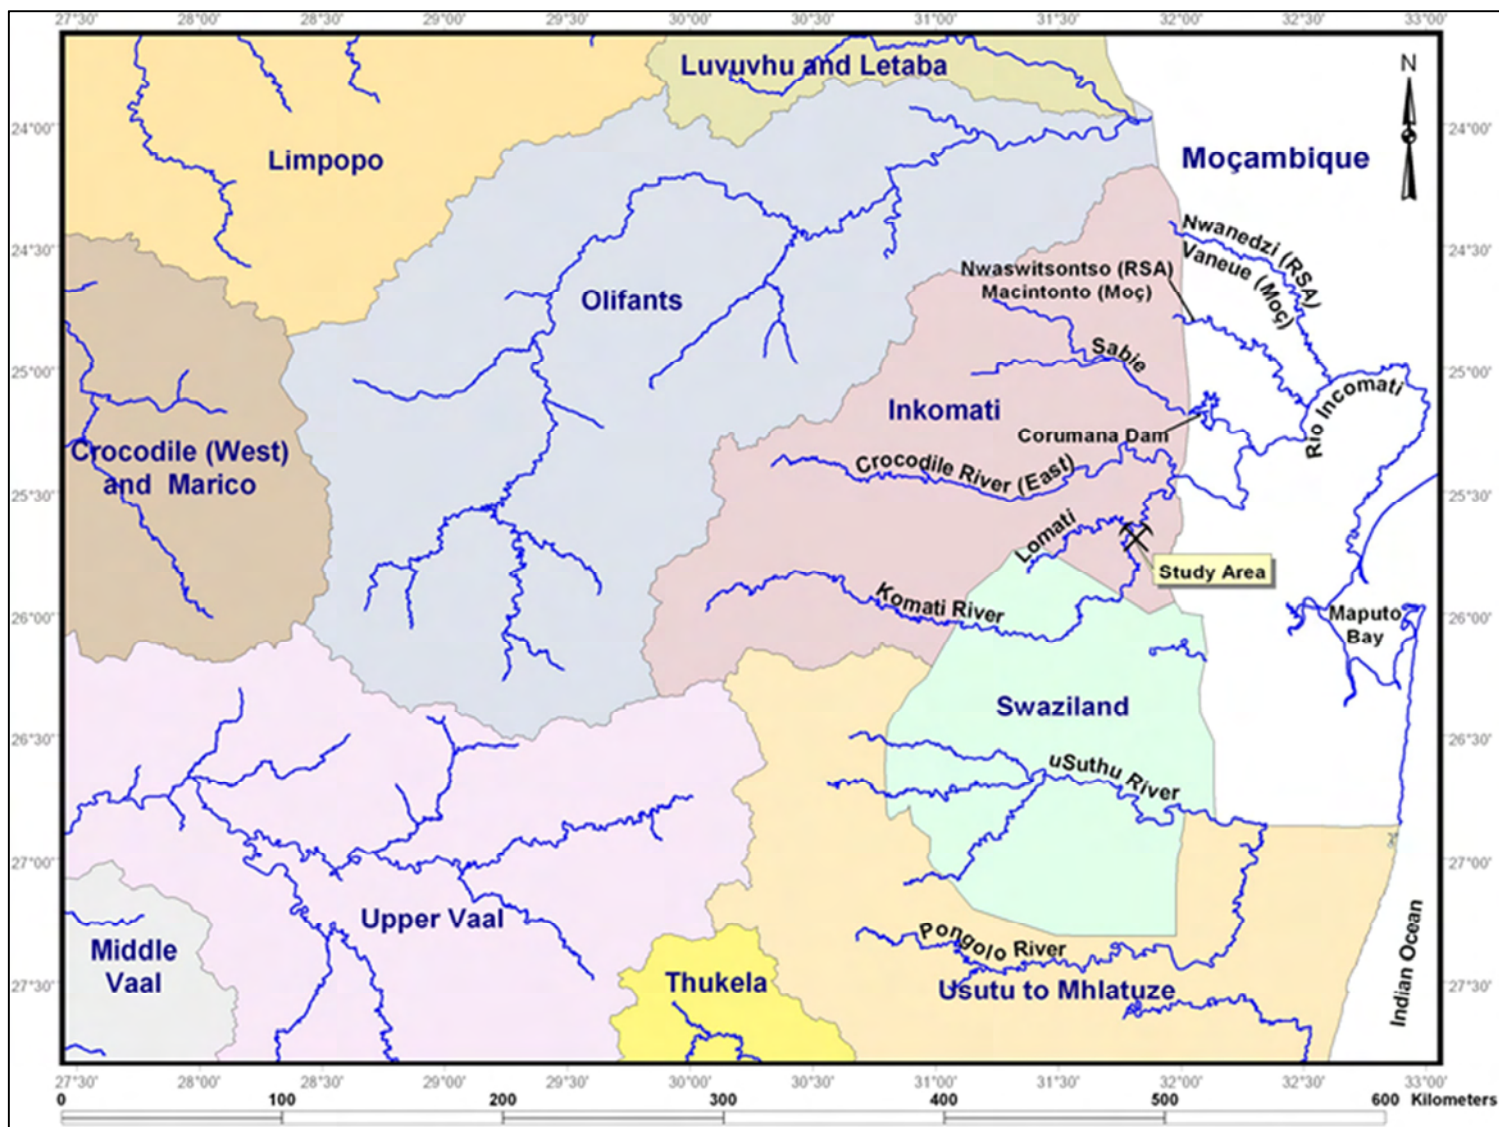 27°30' 28°00' 28°30' 29°00' 29°30' 30°00' 30°30' 31°00' 31°30' 32°00' 32°30' 33°00'
Luvuvhu and Letaba
N
24°00' 24°00'
Limpopo
Moçambique
24°30' 24°30'
Nwanedzi (RSA)
Vaneue (Moç)
Nwaswitsontso (RSA)
Macintonto (Moç)
Olifants
Sabie
25°00' 25°00'
Rio Incomati
Inkomati
Corumana Dam
Crocodile (West)
and Marico
Crocodile River (East)
25°30' 25°30'
Lomati
Study Area
Komati River
26°00' 26°00'
Maputo
Bay
Swaziland
26°30' 26°30'
uSuthu River
27°00' 27°00'
Upper Vaal
Middle
Vaal
Pongolo River
Indian Ocean
Thukela
Usutu to Mhlatuze
27°30' 27°30'
27°30' 28°00' 28°30' 29°00' 29°30' 30°00' 30°30' 31°00' 31°30' 32°00' 32°30' 33°00'
0 100 200 300 400 500 600 Kilometers